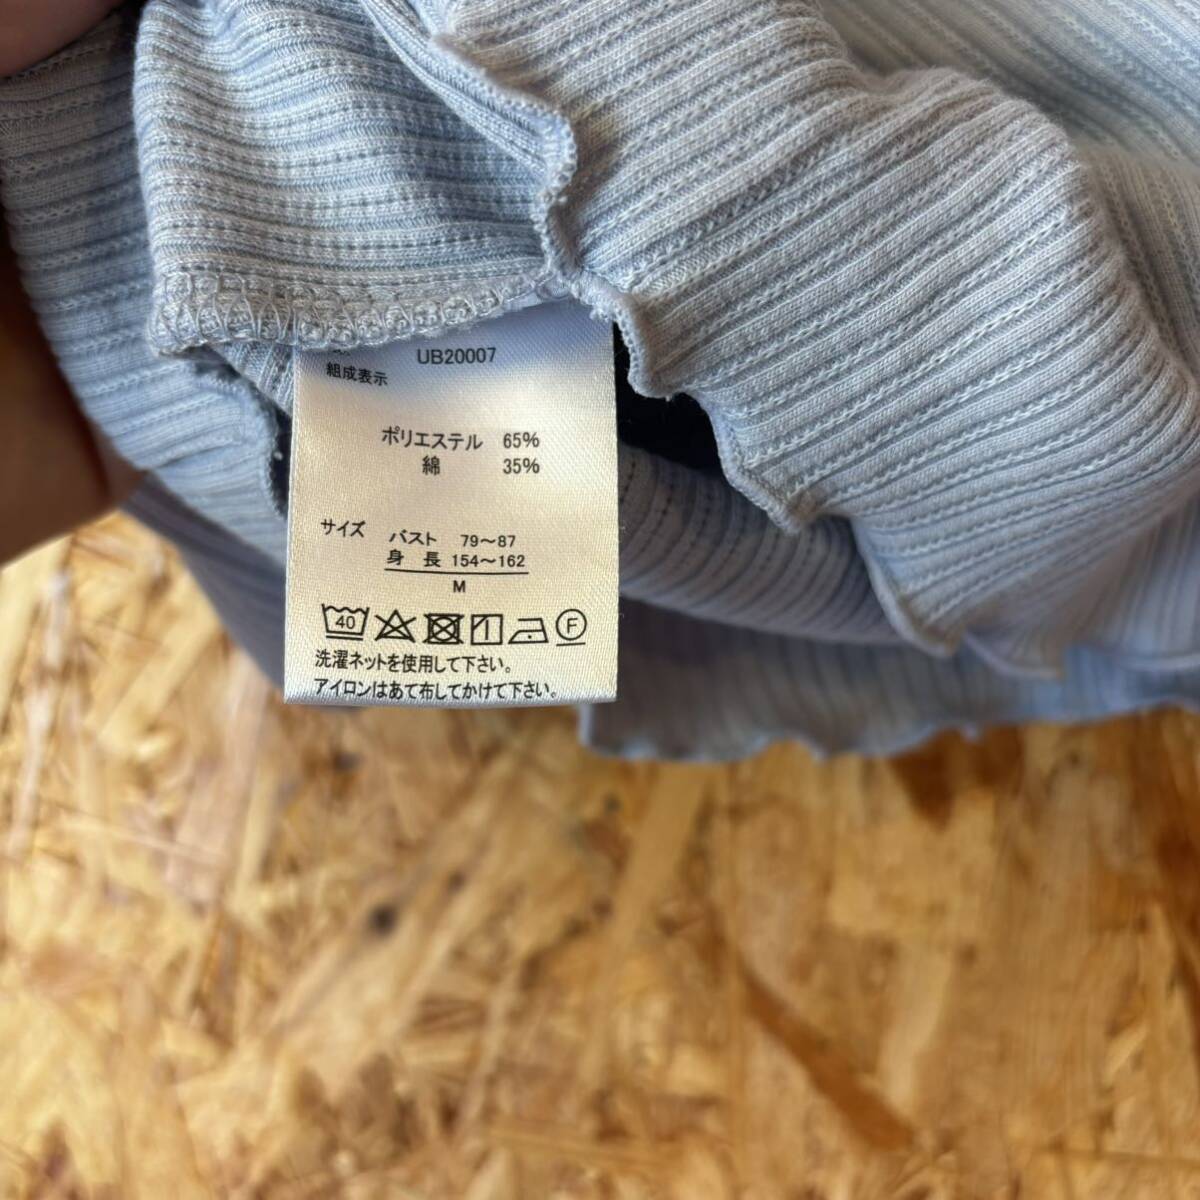 UB20007
組成表示
ポリエステル 65%
綿 35%
サイズ バスト 79～87
身 長 154～162
M
40 F
洗濯ネットを使用して下さい。
アイロンはあて布してかけて下さい。